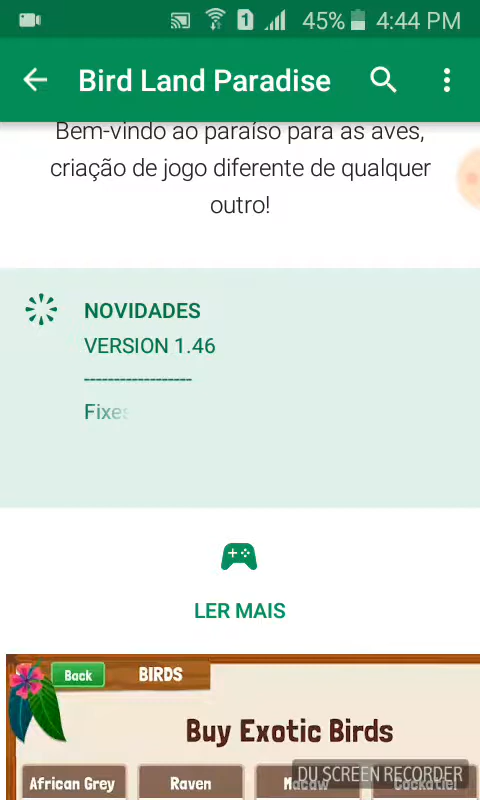 45% 4:44 PM
Bird Land Paradise
Bem-vindo ao paraíso para as aves,
criação de jogo diferente de qualquer
outro!
NOVIDADES
VERSION 1.46
------------------
Fixes
LER MAIS
Back BIRDS
Buy Exotic Birds
DU SCREEN RECORDER
African Grey Raven Macaw Cockatiel